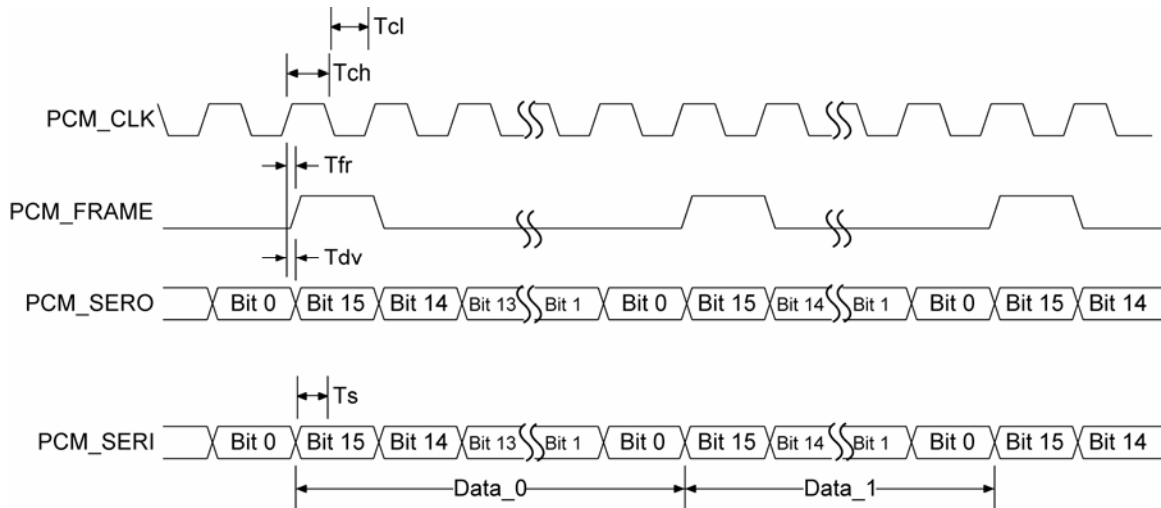 Tcl
Tch
PCM_CLK
Tfr
PCM_FRAME
Tdv
PCM_SERO Bit 0 Bit 15 Bit 14 Bit 13 Bit 1 Bit 0 Bit 15 Bit 14 Bit 1 Bit 0 Bit 15 Bit 14
Ts
PCM_SERI Bit 0 Bit 15 Bit 14 Bit 13 Bit 1 Bit 0 Bit 15 Bit 14 Bit 1 Bit 0 Bit 15 Bit 14
Data_0 Data_1